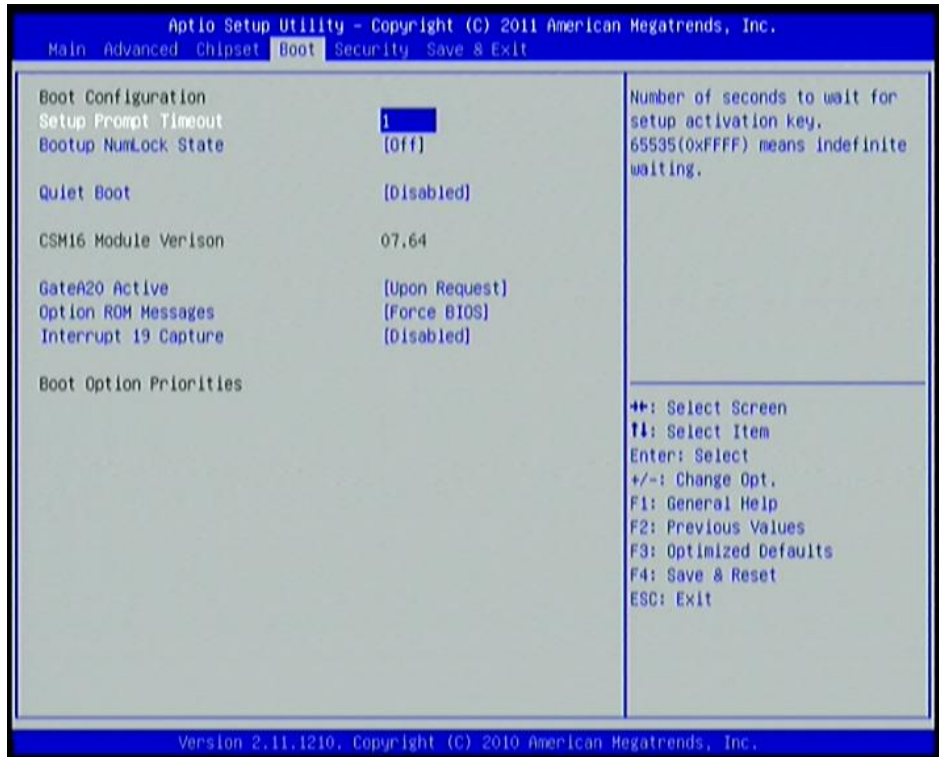 Aptio Setup Utility - Copyright (C) 2011 American Megatrends, Inc.
Main Advanced Chipset Boot Security Save & Exit
Boot Configuration
Setup Prompt Timeout 1
Bootup NumLock State [Off]
Quiet Boot [Disabled]
CSM16 Module Verison 07.64
GateA20 Active [Upon Request]
Option ROM Messages [Force BIOS]
Interrupt 19 Capture [Disabled]
Boot Option Priorities
Number of seconds to wait for
setup activation key.
65535(0xFFFF) means indefinite
waiting.
→←: Select Screen
↑↓: Select Item
Enter: Select
+/-: Change Opt.
F1: General Help
F2: Previous Values
F3: Optimized Defaults
F4: Save & Reset
ESC: Exit
Version 2.11.1210. Copyright (C) 2010 American Megatrends, Inc.